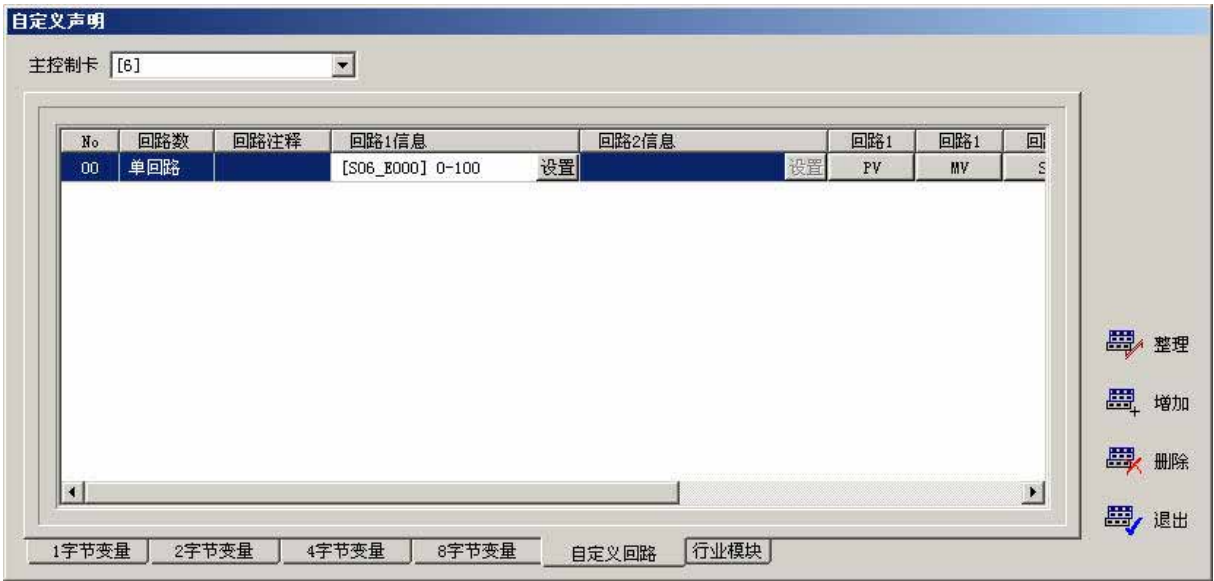 自定义声明
主控制卡 [6]
No 回路数 回路注释 回路1信息 回路2信息 回路1 回路1
00 单回路 [S06_E000] 0-100 设置 设置 PV MV S
整理
增加
删除
退出
1字节变量 2字节变量 4字节变量 8字节变量 自定义回路 行业模块